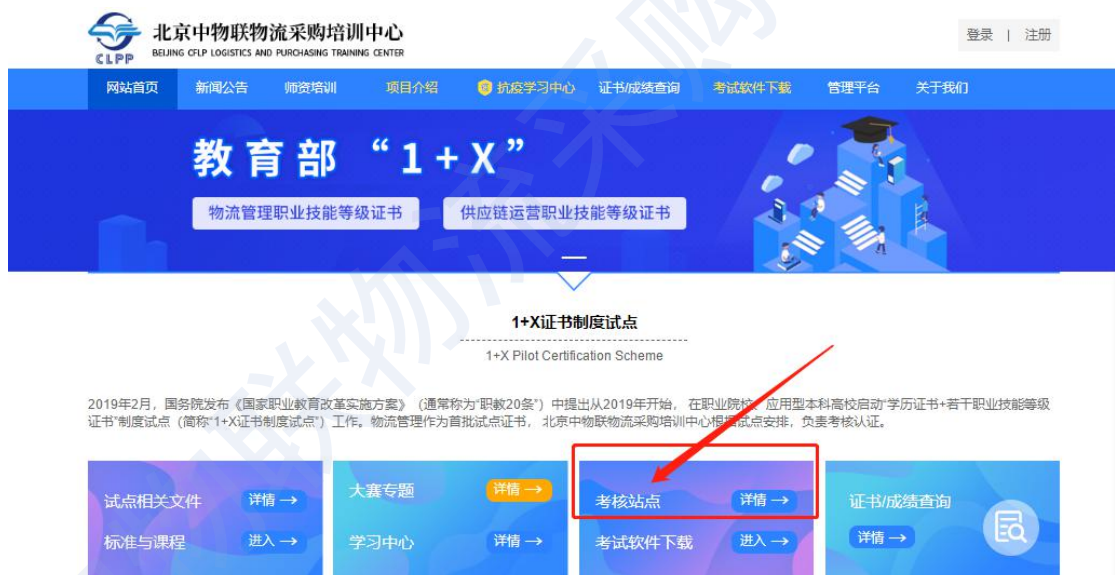 北京中物联物流采购培训中心
BEIJING CFLP LOGISTICS AND PURCHASING TRAINING CENTER
CLPP
登录 | 注册
网站首页 新闻公告 师资培训 项目介绍 抗疫学习中心 证书/成绩查询 考试软件下载 管理平台 关于我们
教育部“1+X”
物流管理职业技能等级证书 供应链运营职业技能等级证书
1+X证书制度试点
1+X Pilot Certification Scheme
2019年2月，国务院发布《国家职业教育改革实施方案》（通常称为“职教20条”）中提出从2019年开始， 在职业院校、应用型本科高校启动“学历证书+若干职业技能等级
证书”制度试点（简称“1+X证书制度试点”）工作。物流管理作为首批试点证书， 北京中物联物流采购培训中心根据试点安排，负责考核认证。
试点相关文件 详情 →
标准与课程 进入 →
大赛专题 详情 →
学习中心 详情 →
考核站点 详情 →
考试软件下载 进入 →
证书/成绩查询
详情 →
联物流采购